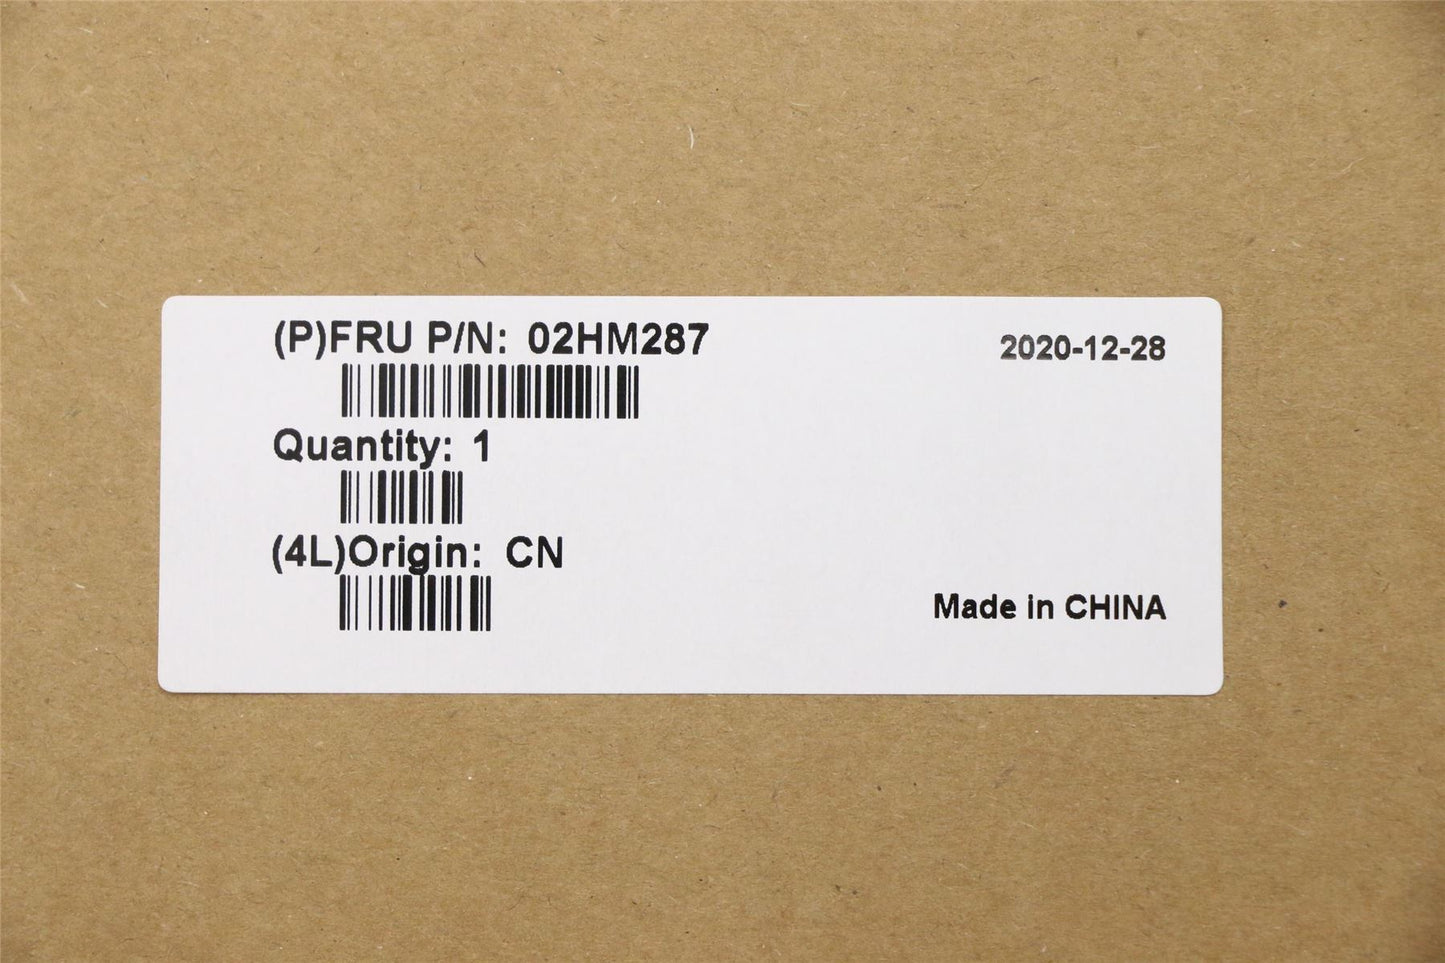 (P)FRU P/N: 02HM287
2020-12-28
Quantity: 1
(4L)Origin: CN
Made in CHINA